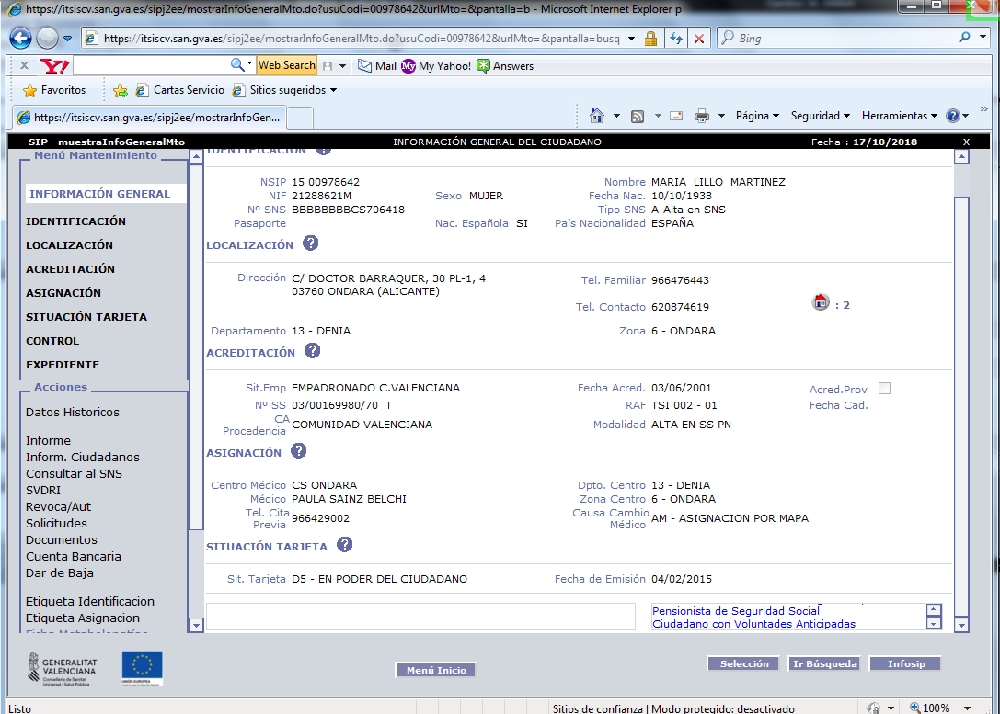 https://itsiscv.san.gva.es/sipj2ee/mostrarInfoGeneralMto.do?usuCodi=00978642&urlMto=&pantalla=b - Microsoft Internet Explorer p
https://itsiscv.san.gva.es/sipj2ee/mostrarInfoGeneralMto.do?usuCodi=00978642&urlMto=&pantalla=busq
Bing
Y! Web Search Mail My My Yahoo! Answers
Favoritos Cartas Servicio Sitios sugeridos
https://itsiscv.san.gva.es/sipj2ee/mostrarInfoGen...
Página Seguridad Herramientas
SIP - muestraInfoGeneralMto INFORMACIÓN GENERAL DEL CIUDADANO Fecha : 17/10/2018 X
Menú Mantenimiento
INFORMACIÓN GENERAL
IDENTIFICACIÓN
LOCALIZACIÓN
ACREDITACIÓN
ASIGNACIÓN
SITUACIÓN TARJETA
CONTROL
EXPEDIENTE
Acciones
Datos Historicos
Informe
Inform. Ciudadanos
Consultar al SNS
SVDRI
Revoca/Aut
Solicitudes
Documentos
Cuenta Bancaria
Dar de Baja
Etiqueta Identificacion
Etiqueta Asignacion
IDENTIFICACIÓN ?
NSIP 15 00978642 Nombre MARIA LILLO MARTINEZ
NIF 21288621M Sexo MUJER Fecha Nac. 10/10/1938
Nº SNS BBBBBBBBCS706418 Tipo SNS A-Alta en SNS
Pasaporte Nac. Española SI País Nacionalidad ESPAÑA
LOCALIZACIÓN ?
Dirección C/ DOCTOR BARRAQUER, 30 PL-1, 4 Tel. Familiar 966476443
03760 ONDARA (ALICANTE)
Tel. Contacto 620874619 : 2
Departamento 13 - DENIA Zona 6 - ONDARA
ACREDITACIÓN ?
Sit.Emp EMPADRONADO C.VALENCIANA Fecha Acred. 03/06/2001 Acred.Prov
Nº SS 03/00169980/70 T RAF TSI 002 - 01 Fecha Cad.
CA Procedencia COMUNIDAD VALENCIANA Modalidad ALTA EN SS PN
ASIGNACIÓN ?
Centro Médico CS ONDARA Dpto. Centro 13 - DENIA
Médico PAULA SAINZ BELCHI Zona Centro 6 - ONDARA
Tel. Cita Previa 966429002 Causa Cambio Médico AM - ASIGNACION POR MAPA
SITUACIÓN TARJETA ?
Sit. Tarjeta D5 - EN PODER DEL CIUDADANO Fecha de Emisión 04/02/2015
Pensionista de Seguridad Social
Ciudadano con Voluntades Anticipadas
GENERALITAT
VALENCIANA
Conselleria de Sanitat
Universal i Salut Pública
UNIÓN EUROPEA
Menú Inicio Selección Ir Búsqueda Infosip
Listo Sitios de confianza | Modo protegido: desactivado 100%